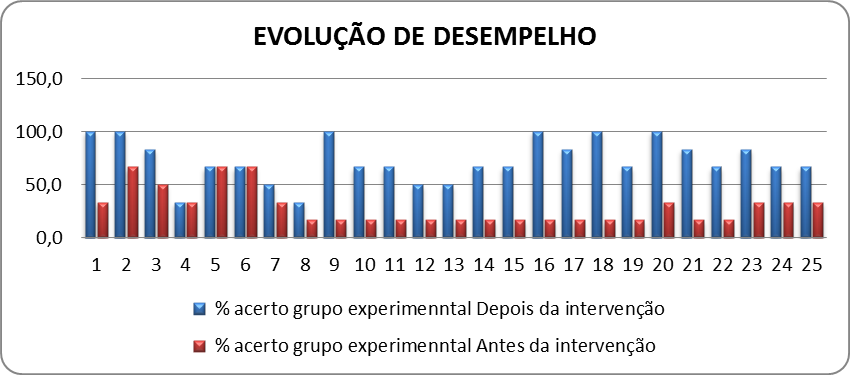 EVOLUÇÃO DE DESEMPELHO
150,0
100,0
50,0
0,0
1 2 3 4 5 6 7 8 9 10 11 12 13 14 15 16 17 18 19 20 21 22 23 24 25
% acerto grupo experimenntal Depois da intervenção
% acerto grupo experimenntal Antes da intervenção